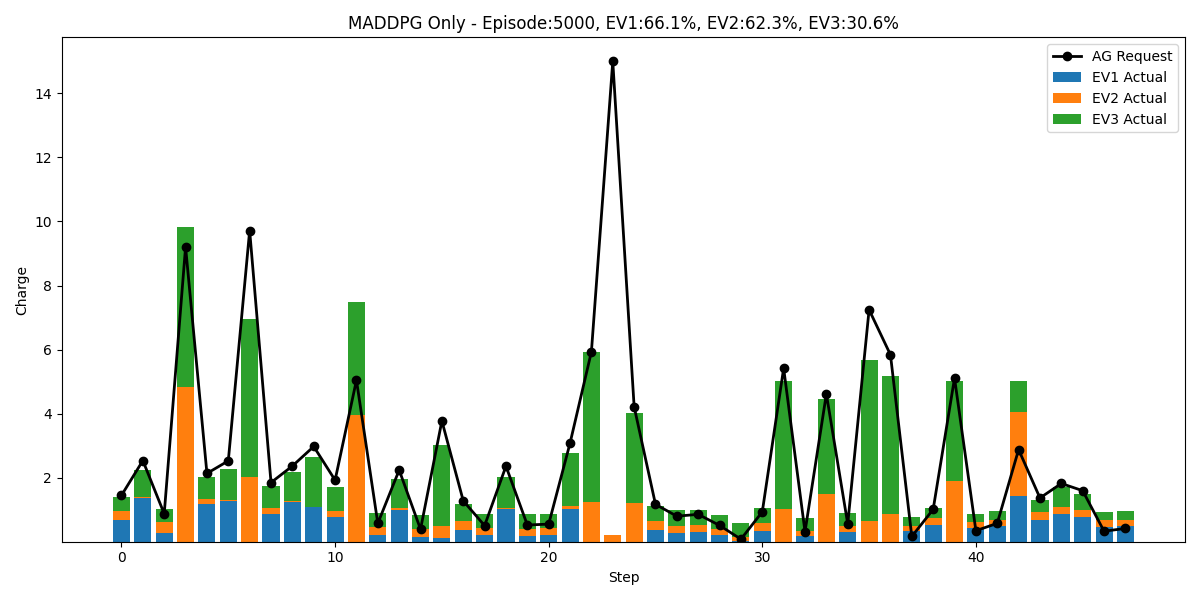 MADDPG Only - Episode:5000, EV1:66.1%, EV2:62.3%, EV3:30.6%
AG Request
EV1 Actual
EV2 Actual
EV3 Actual
Charge
14
12
10
8
6
4
2
0
10
20
30
40
Step